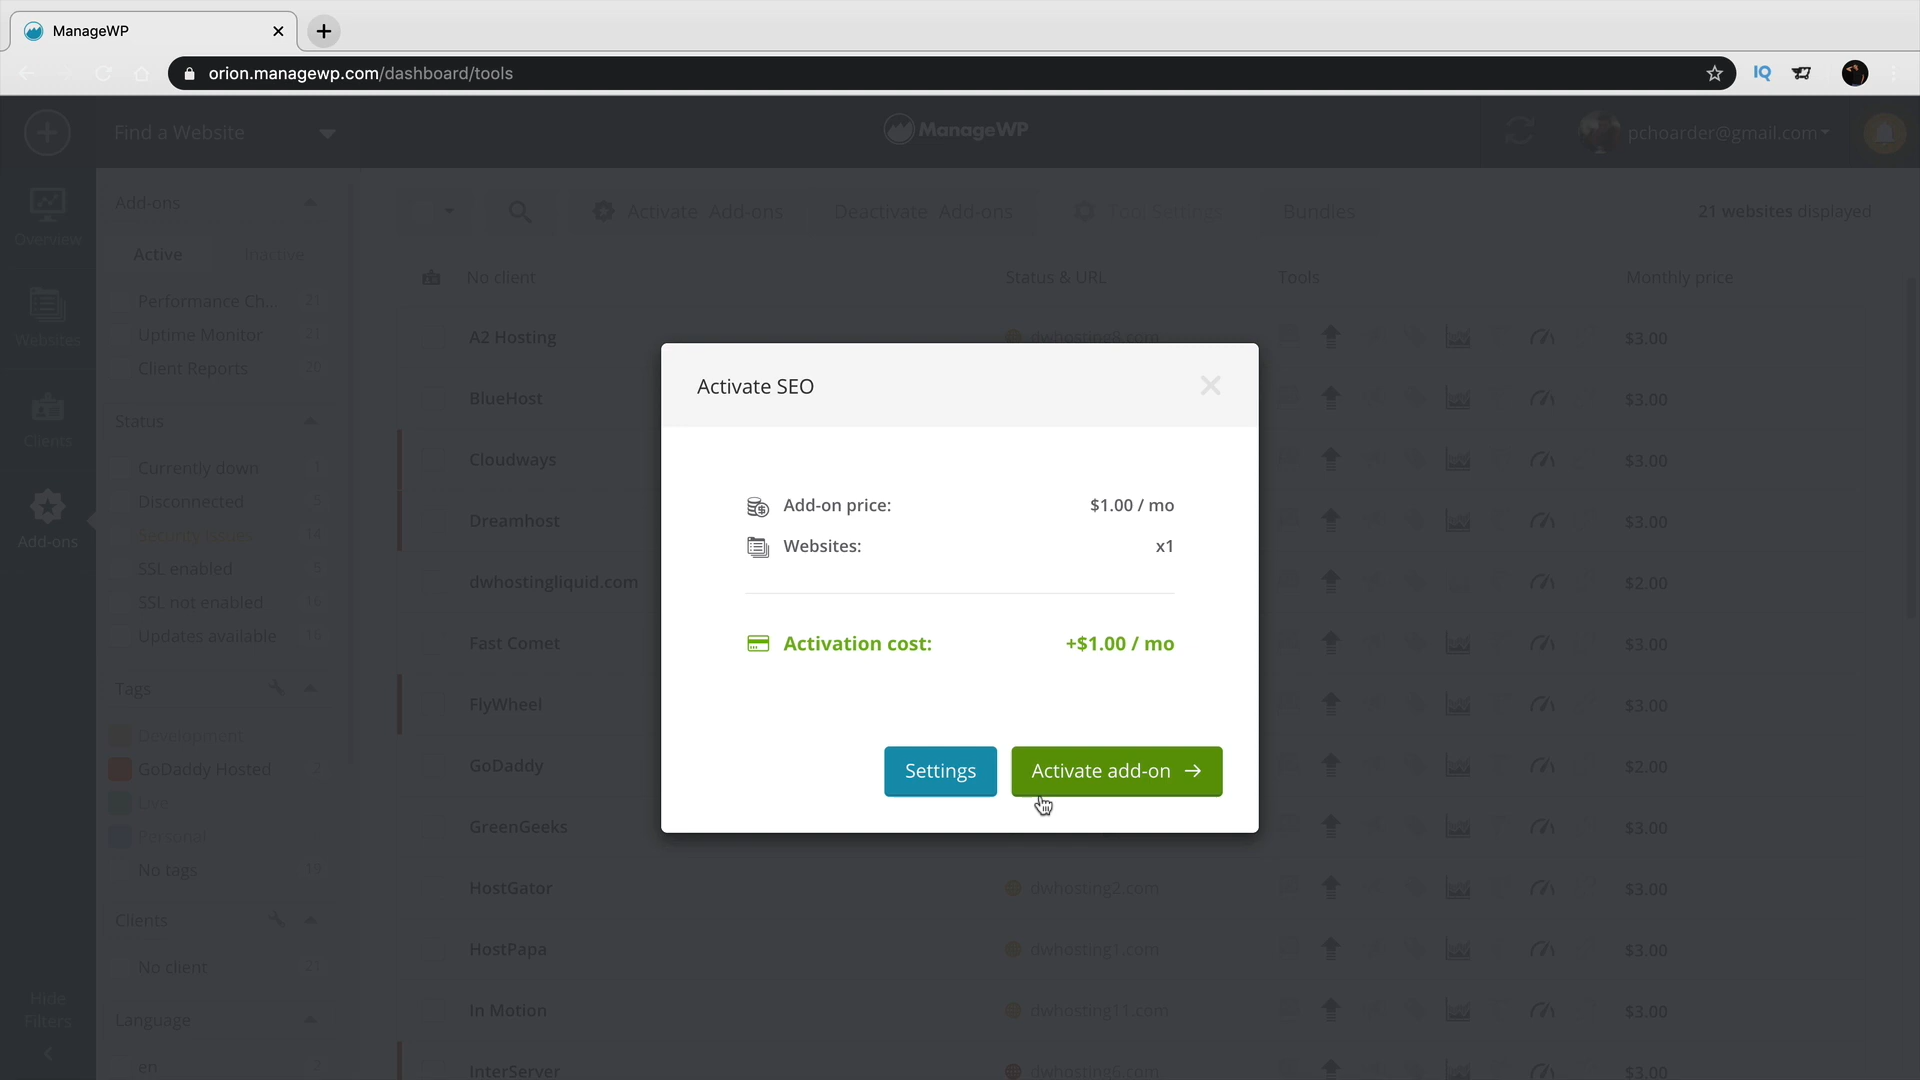 ManageWP
orion.managewp.com/dashboard/tools
IQ
Find a Website
ManageWP
pchoarder@gmail.com
Overview
Websites
Clients
Add-ons
Hide
Filters
Add-ons
Active Inactive
Performance Ch... 21
Uptime Monitor 21
Client Reports 20
Status
Currently down 1
Disconnected 5
Security issues 14
SSL enabled 5
SSL not enabled 16
Updates available 16
Tags
Development
GoDaddy Hosted 2
Live
Personal
No tags 19
Clients
No client 21
Language
en 2
Activate Add-ons Deactivate Add-ons Tool Settings Bundles 21 websites displayed
No client Status & URL Tools Monthly price
A2 Hosting dwhosting8.com $3.00
BlueHost $3.00
Cloudways $3.00
Dreamhost $3.00
dwhostingliquid.com $2.00
Fast Comet $3.00
FlyWheel $3.00
GoDaddy $2.00
GreenGeeks $3.00
HostGator dwhosting2.com $3.00
HostPapa dwhosting1.com $3.00
In Motion dwhosting11.com $3.00
InterServer dwhosting6.com $3.00
Activate SEO
Add-on price: $1.00 / mo
Websites: x1
Activation cost: +$1.00 / mo
Settings Activate add-on